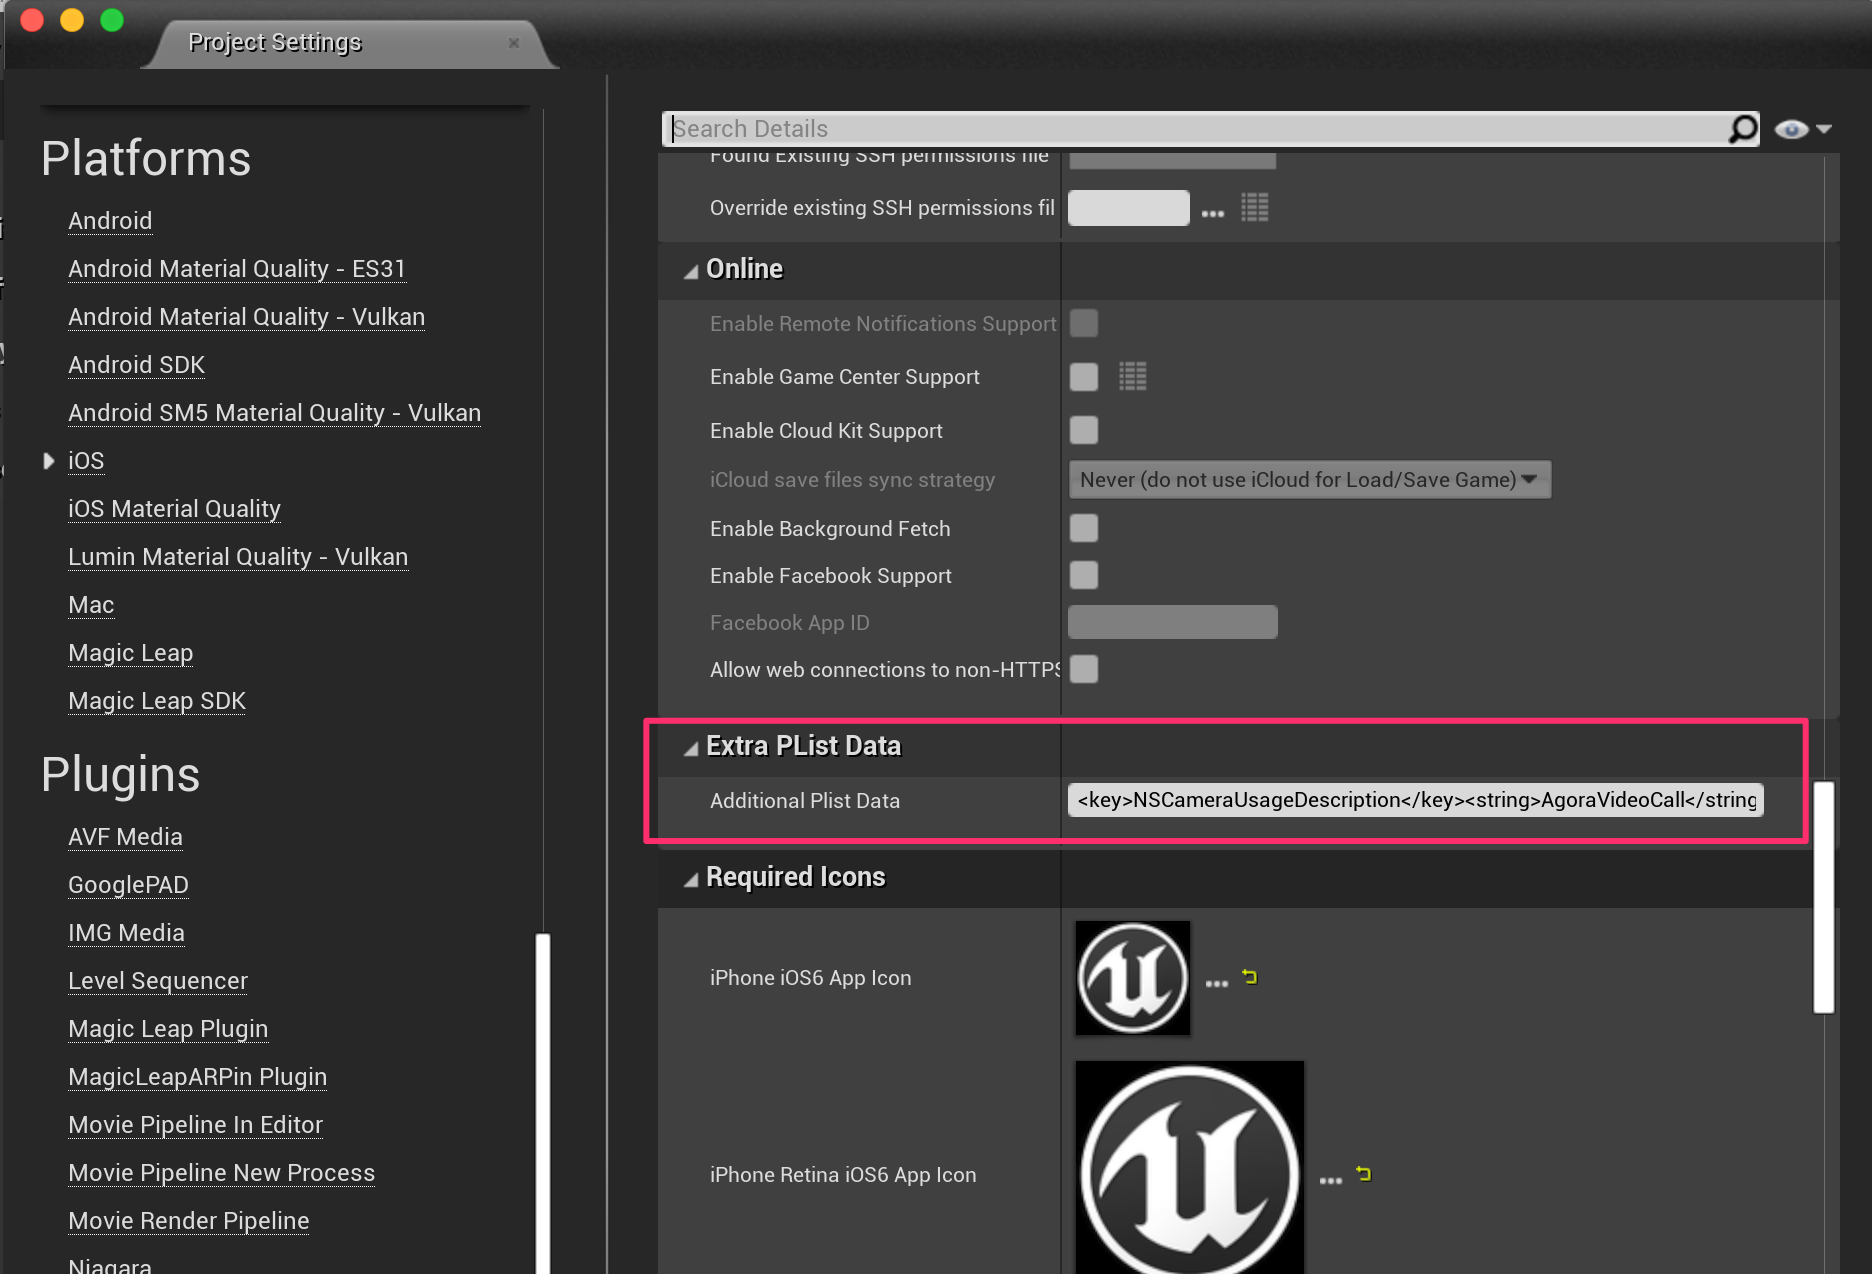 Project Settings
Platforms
Android
Android Material Quality - ES31
Android Material Quality - Vulkan
Android SDK
Android SM5 Material Quality - Vulkan
iOS
iOS Material Quality
Lumin Material Quality - Vulkan
Mac
Magic Leap
Magic Leap SDK
Plugins
AVF Media
GooglePAD
IMG Media
Level Sequencer
Magic Leap Plugin
MagicLeapARPin Plugin
Movie Pipeline In Editor
Movie Pipeline New Process
Movie Render Pipeline
Niagara
Search Details
Found Existing SSH permissions file
Override existing SSH permissions fil
Online
Enable Remote Notifications Support
Enable Game Center Support
Enable Cloud Kit Support
iCloud save files sync strategy Never (do not use iCloud for Load/Save Game)
Enable Background Fetch
Enable Facebook Support
Facebook App ID
Allow web connections to non-HTTPS
Extra PList Data
Additional Plist Data <key>NSCameraUsageDescription</key><string>AgoraVideoCall</string
Required Icons
iPhone iOS6 App Icon
iPhone Retina iOS6 App Icon